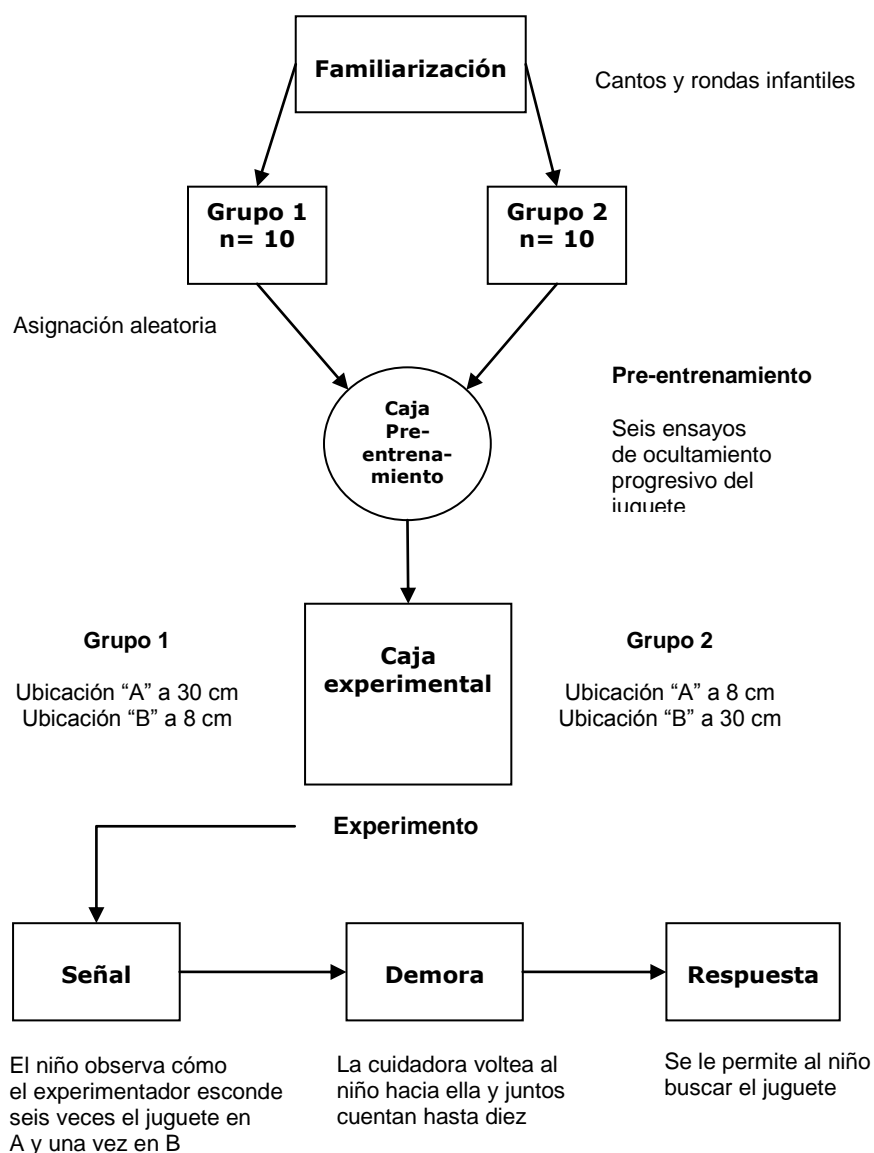 Familiarización
Cantos y rondas infantiles
Grupo 1
n= 10
Grupo 2
n= 10
Asignación aleatoria
Caja
Pre-
entrena-
miento
Pre-entrenamiento
Seis ensayos
de ocultamiento
progresivo del
juguete
Grupo 1
Ubicación “A” a 30 cm
Ubicación “B” a 8 cm
Caja
experimental
Grupo 2
Ubicación “A” a 8 cm
Ubicación “B” a 30 cm
Experimento
Señal
Demora
Respuesta
El niño observa cómo
el experimentador esconde
seis veces el juguete en
A y una vez en B
La cuidadora voltea al
niño hacia ella y juntos
cuentan hasta diez
Se le permite al niño
buscar el juguete